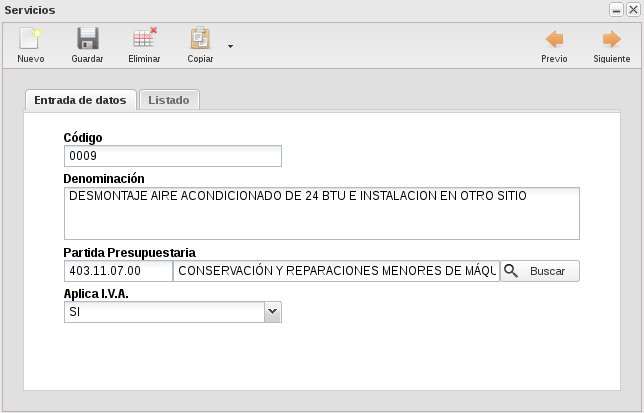 Servicios
Nuevo Guardar Eliminar Copiar Previo Siguiente
Entrada de datos Listado
Código
0009
Denominación
DESMONTAJE AIRE ACONDICIONADO DE 24 BTU E INSTALACION EN OTRO SITIO
Partida Presupuestaria
403.11.07.00 CONSERVACIÓN Y REPARACIONES MENORES DE MÁQU Buscar
Aplica I.V.A.
SI